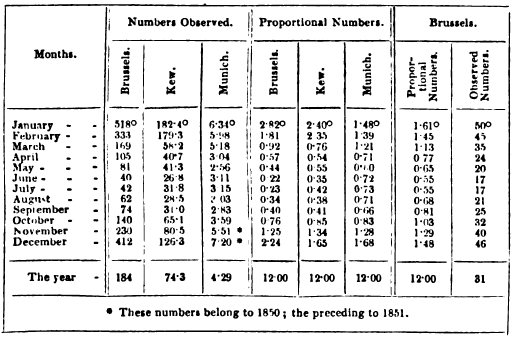 Months. Numbers Observed. Proportional Numbers. Brussels.
Brussels. Kew. Munich. Brussels. Kew. Munich. Propor-tional Numbers. Observed Numbers.
January - - 518° 182·4° 6·34° 2·82° 2·40° 1·48° 1·61° 50°
February - - 333 179·3 5·98 1·81 2 35 1·39 1·45 45
March - - 169 58·2 5·18 0·92 0·76 1·21 1·13 35
April - - 105 40·7 3·04 0·57 0·54 0·71 0 77 24
May - - - 81 41·3 2·56 0·44 0·55 0·65 20
June - - - 40 26·8 3·11 0 22 0·35 0·72 0·55 17
July - - - 42 31·8 3 15 0·23 0·42 0·73 0·55 17
August - - 62 28·5 03 0·34 0·38 0·71 0·68 21
September - 74 31·0 2·83 0·40 0·41 0·66 0·81 25
October - - 140 65·1 3·59 0·76 0·85 0·83 1·03 32
November - 230 80·5 5·51 * 1·25 1·34 1·28 1·29 40
December - 412 126·3 7·20 * 2·24 1·65 1·68 1·48 46
The year - 184 74·3 4·29 12·00 12·00 12·00 12·00 31
* These numbers belong to 1850; the preceding to 1851.